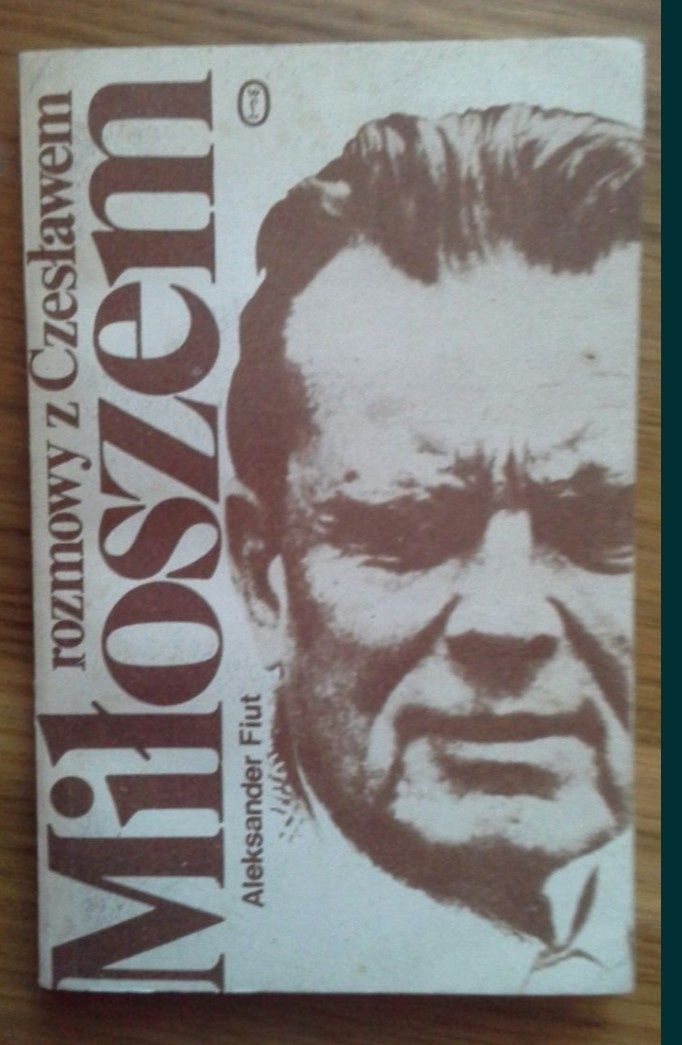 rozmowy z Czesławem
Miłoszem
Aleksander Fiut